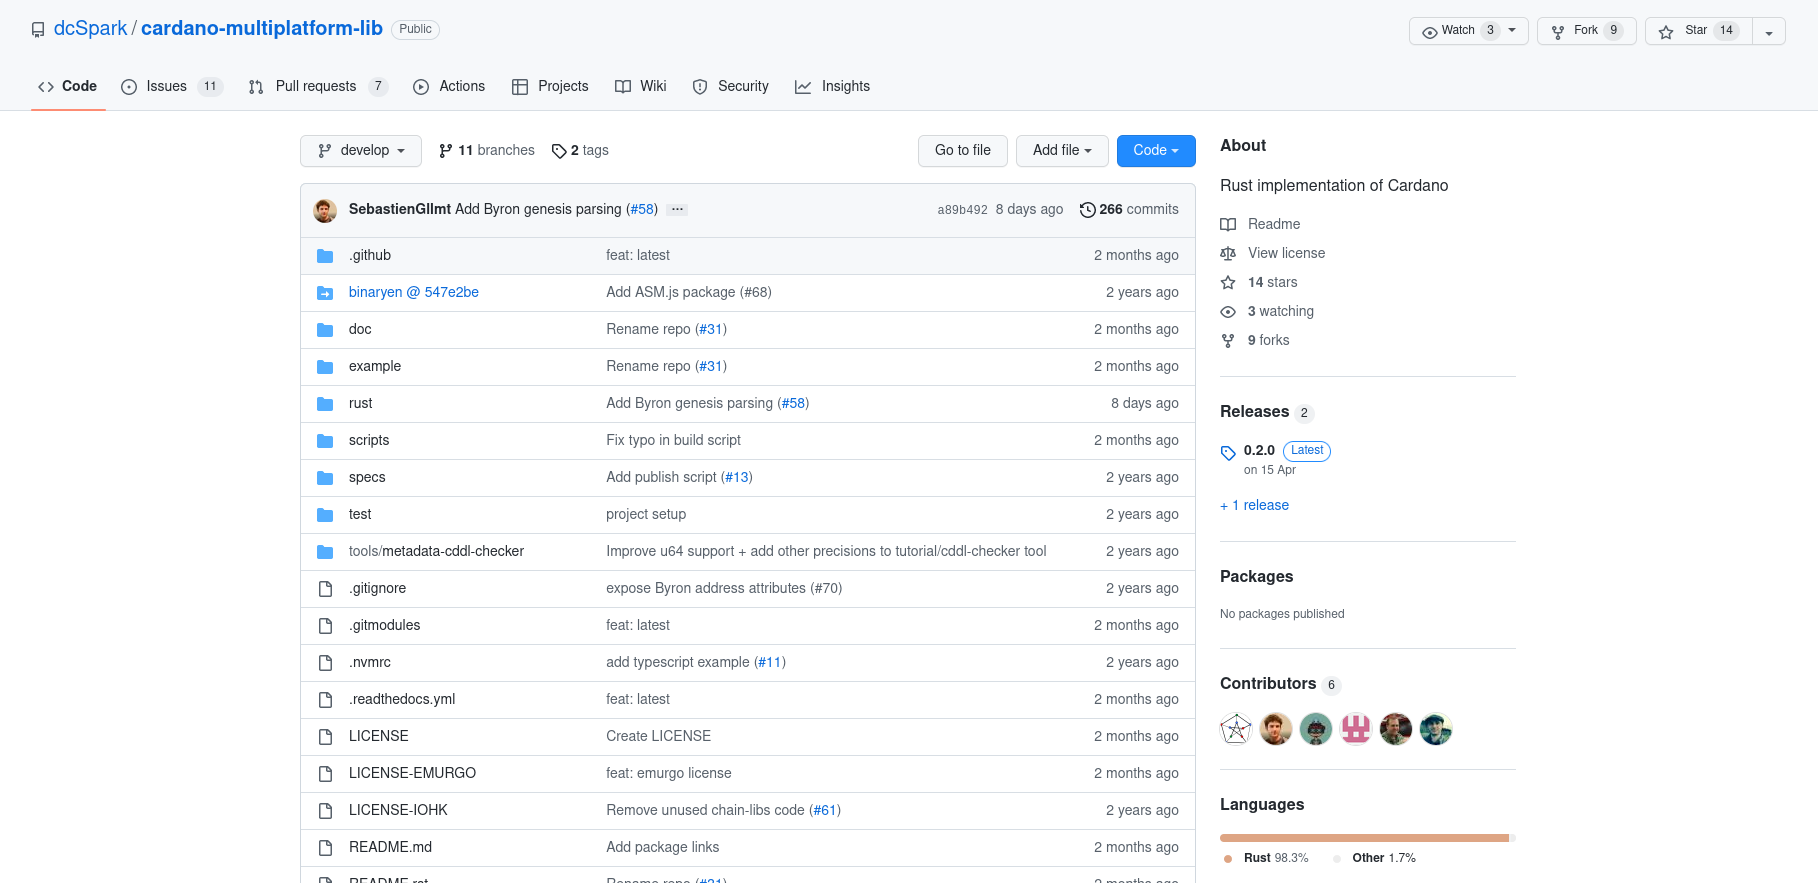 dcSpark / cardano-multiplatform-lib Public
Watch 3 Fork 9 Star 14
Code Issues 11 Pull requests 7 Actions Projects Wiki Security Insights
develop 11 branches 2 tags Go to file Add file Code
SebastienGllmt Add Byron genesis parsing (#58) ··· a89b492 8 days ago 266 commits
.github feat: latest 2 months ago
binaryen @ 547e2be Add ASM.js package (#68) 2 years ago
doc Rename repo (#31) 2 months ago
example Rename repo (#31) 2 months ago
rust Add Byron genesis parsing (#58) 8 days ago
scripts Fix typo in build script 2 months ago
specs Add publish script (#13) 2 years ago
test project setup 2 years ago
tools/metadata-cddl-checker Improve u64 support + add other precisions to tutorial/cddl-checker tool 2 years ago
.gitignore expose Byron address attributes (#70) 2 years ago
.gitmodules feat: latest 2 months ago
.nvmrc add typescript example (#11) 2 years ago
.readthedocs.yml feat: latest 2 months ago
LICENSE Create LICENSE 2 months ago
LICENSE-EMURGO feat: emurgo license 2 months ago
LICENSE-IOHK Remove unused chain-libs code (#61) 2 years ago
README.md Add package links 2 months ago
README.rst Rename repo (#31) 2 months ago
About
Rust implementation of Cardano
Readme
View license
14 stars
3 watching
9 forks
Releases 2
0.2.0 Latest
on 15 Apr
+ 1 release
Packages
No packages published
Contributors 6
Languages
Rust 98.3% Other 1.7%